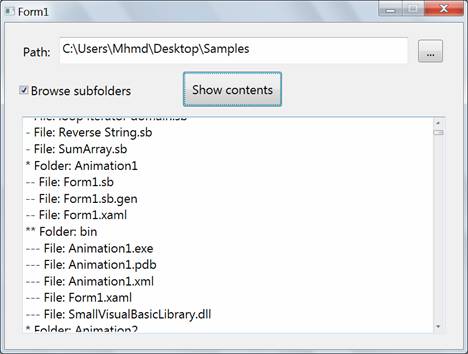 Form1
Path: C:\Users\Mhmd\Desktop\Samples ...
Browse subfolders Show contents
- File: loop iterator domain.sb
- File: Reverse String.sb
- File: SumArray.sb
* Folder: Animation1
-- File: Form1.sb
-- File: Form1.sb.gen
-- File: Form1.xaml
** Folder: bin
--- File: Animation1.exe
--- File: Animation1.pdb
--- File: Animation1.xml
--- File: Form1.xaml
--- File: SmallVisualBasicLibrary.dll
* Folder: Animation2